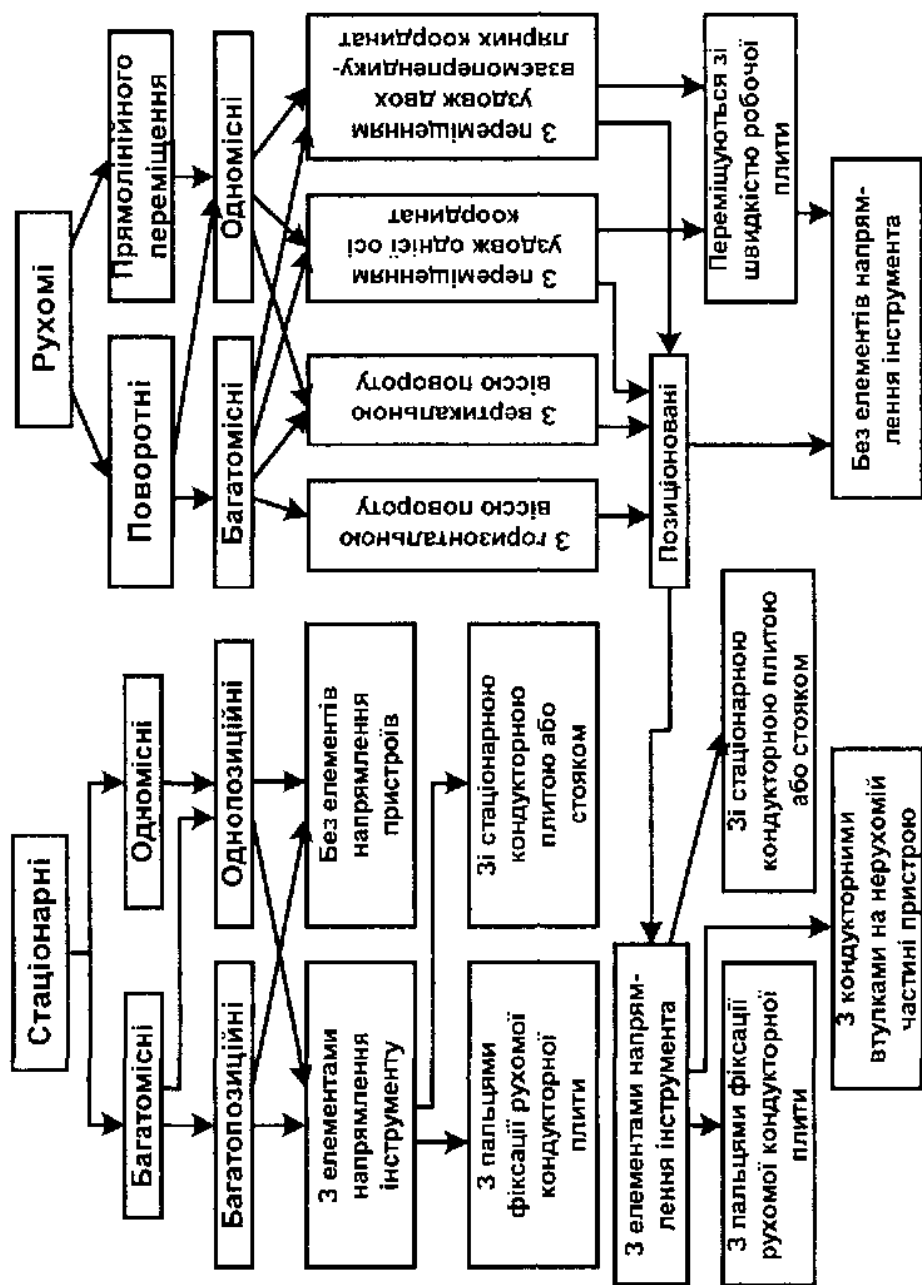 Стаціонарні
Багатомісні
Одномісні
Багатопозиційні
Однопозиційні
З елементами
напрямлення
інструменту
Без елементів
напрямлення
пристроїв
З пальцями
фіксації рухомої
кондукторної
плити
Зі стаціонарною
кондукторною
плитою або
стояком
Рухомі
Поворотні
Прямолінійного
переміщення
Багатомісні
Одномісні
З горизонтальною
віссю повороту
З вертикальною
віссю повороту
З переміщенням
уздовж однієї осі
координат
З переміщенням
уздовж двох
взаємоперпендику-
лярних координат
Позиціоновані
Переміщуються зі
швидкістю робочої
плити
З елементами напрям-
лення інструмента
Без елементів напрям-
лення інструмента
З пальцями фіксації
рухомої кондукторної
плити
Зі стаціонарною
кондукторною плитою
або стояком
З кондукторними
втулками на нерухомій
частині пристрою